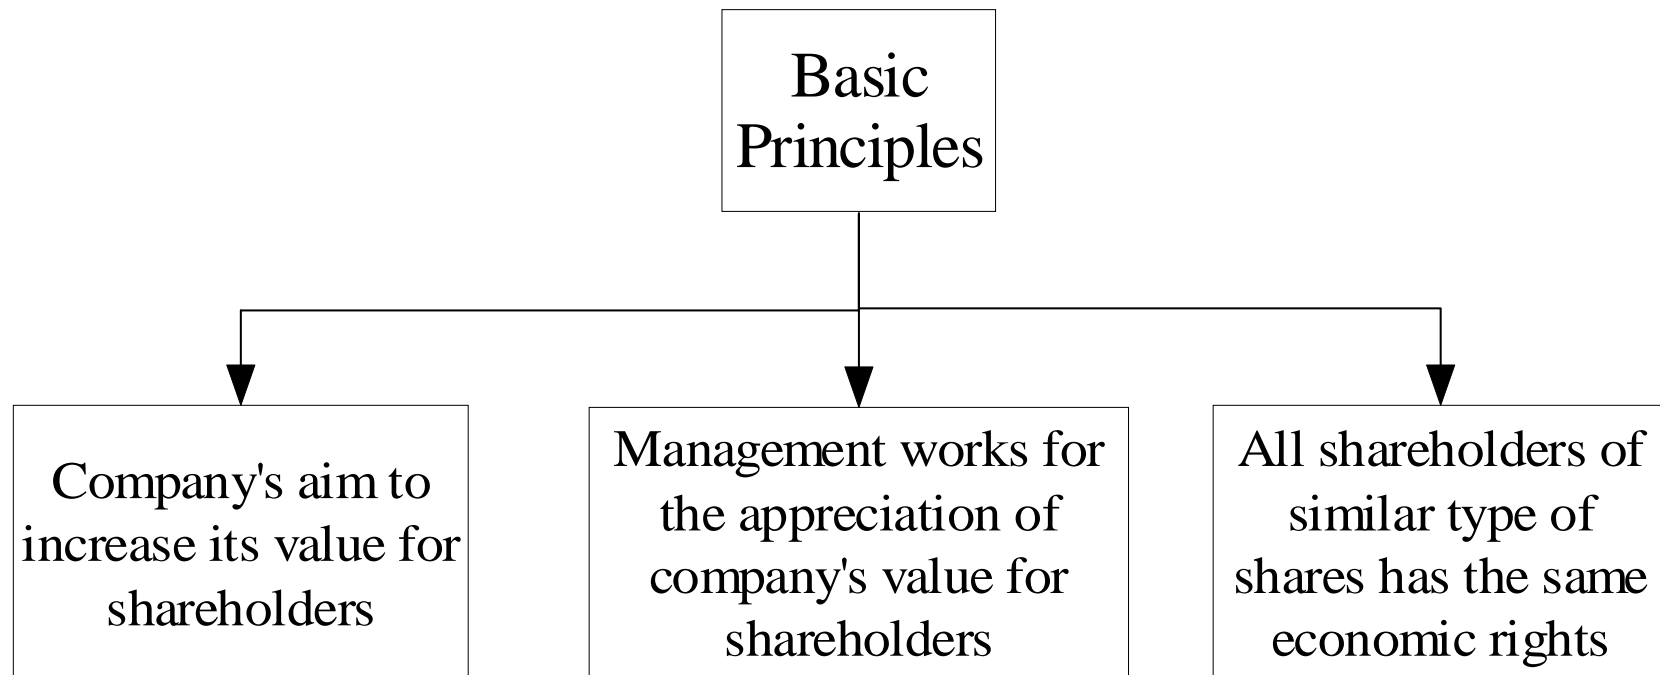 Basic
Principles
Company's aim to
increase its value for
shareholders
Management works for
the appreciation of
company's value for
shareholders
All shareholders of
similar type of
shares has the same
economic rights